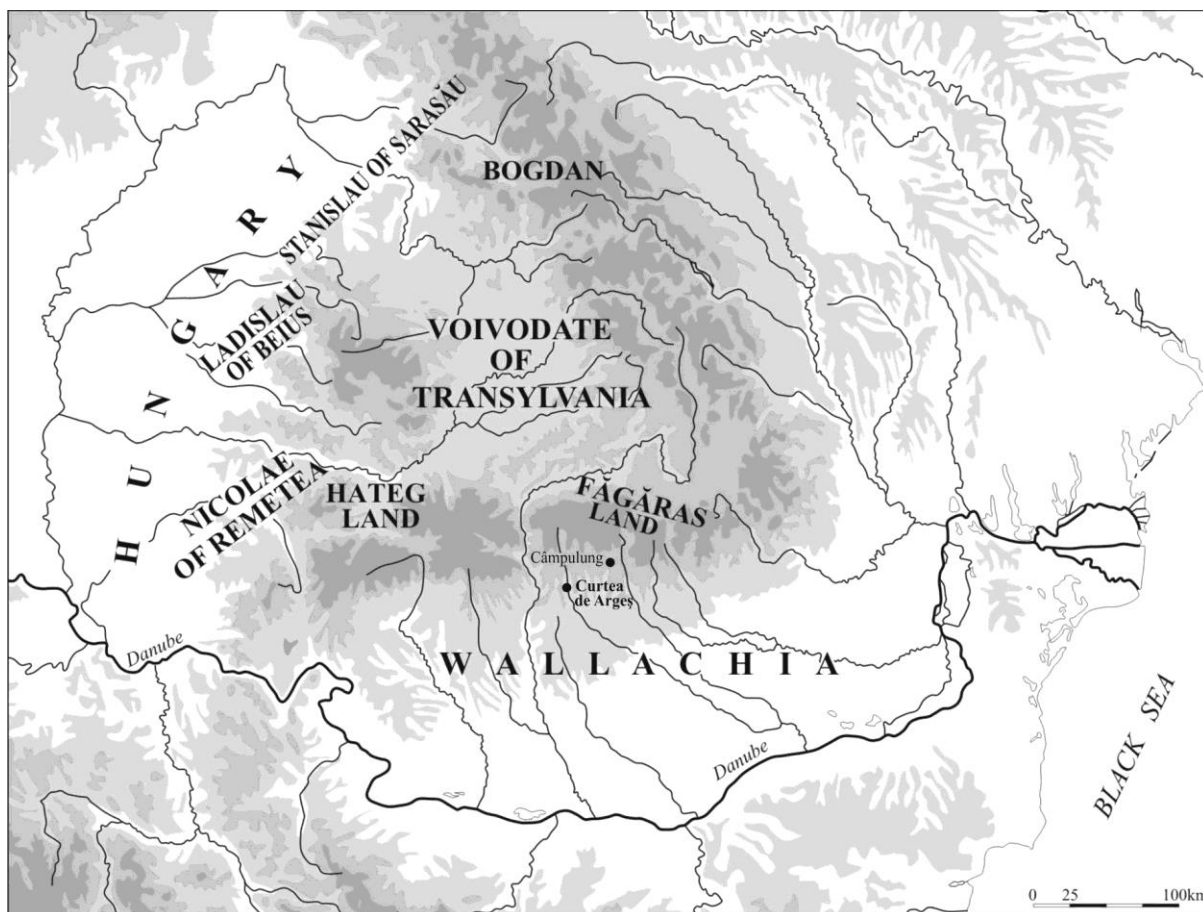 BOGDAN
STANISLAU OF SARASĂU
HUNGARY
LADISLAU
OF BEIUS
VOIVODATE
OF
TRANSYLVANIA
NICOLAE
OF REMETEA
HATEG
LAND
FĂGĂRAS
LAND
Câmpulung
Curtea
de Argeş
WALLACHIA
Danube
Danube
BLACK SEA
0 25 100km